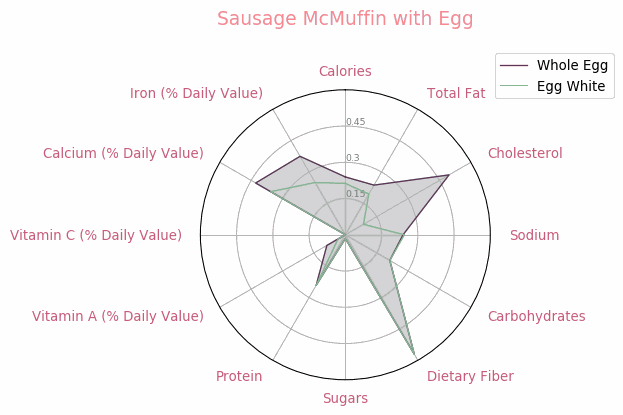 Sausage McMuffin with Egg
Whole Egg
Egg White
Calories
Total Fat
Iron (% Daily Value)
Cholesterol
Calcium (% Daily Value)
Sodium
Vitamin C (% Daily Value)
Carbohydrates
Vitamin A (% Daily Value)
Dietary Fiber
Protein
Sugars
0.45
0.3
0.15